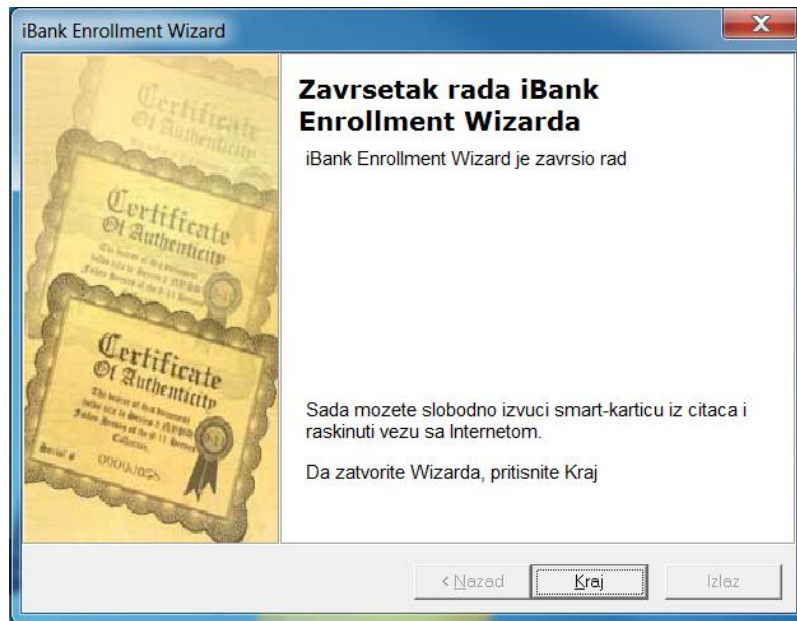 iBank Enrollment Wizard
Zavrsetak rada iBank
Enrollment Wizarda
iBank Enrollment Wizard je zavrsio rad
Certificate
Of Authenticity
Certificate
Of Authenticity
Certificate
Of Authenticity
Sada mozete slobodno izvuci smart-karticu iz citaca i
raskinuti vezu sa Internetom.
Da zatvorite Wizarda, pritisnite Kraj
< Nazad
Kraj
Izlaz